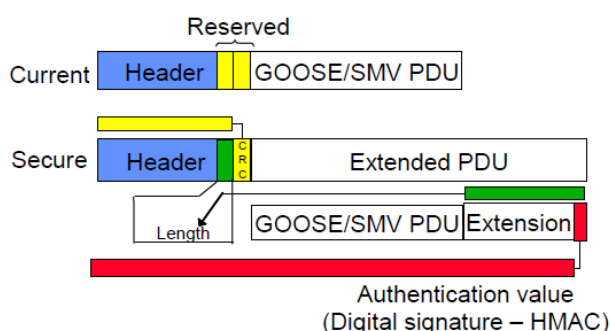 Reserved
Current Header GOOSE/SMV PDU
Secure Header CRC Extended PDU
GOOSE/SMV PDU Extension
Length
Authentication value
(Digital signature – HMAC)